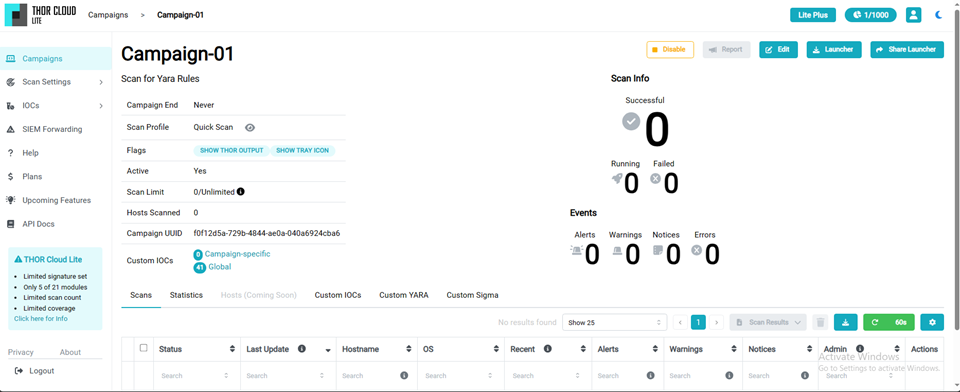 THOR CLOUD
LITE
Campaigns > Campaign-01
Lite Plus
1/1000
Campaigns
Scan Settings
IOCs
SIEM Forwarding
Help
Plans
Upcoming Features
API Docs
THOR Cloud Lite
Limited signature set
Only 5 of 21 modules
Limited scan count
Limited coverage
Click here for Info
Privacy About
Logout
Campaign-01
Disable Report Edit Launcher Share Launcher
Scan for Yara Rules
Campaign End Never
Scan Profile Quick Scan
Flags SHOW THOR OUTPUT SHOW TRAY ICON
Active Yes
Scan Limit 0/Unlimited
Hosts Scanned 0
Campaign UUID f0f12d5a-729b-4844-ae0a-040a6924cba6
Custom IOCs
0 Campaign-specific
41 Global
Scan Info
Successful
0
Running Failed
0 0
Events
Alerts Warnings Notices Errors
0 0 0 0
Scans Statistics Hosts (Coming Soon) Custom IOCs Custom YARA Custom Sigma
No results found Show 25 < 1 > Scan Results 60s
Status Last Update Hostname OS Recent Alerts Warnings Notices Admin Actions
Search Search Search Search Search Search Search Search Search
Activate Windows
Go to Settings to activate Windows.